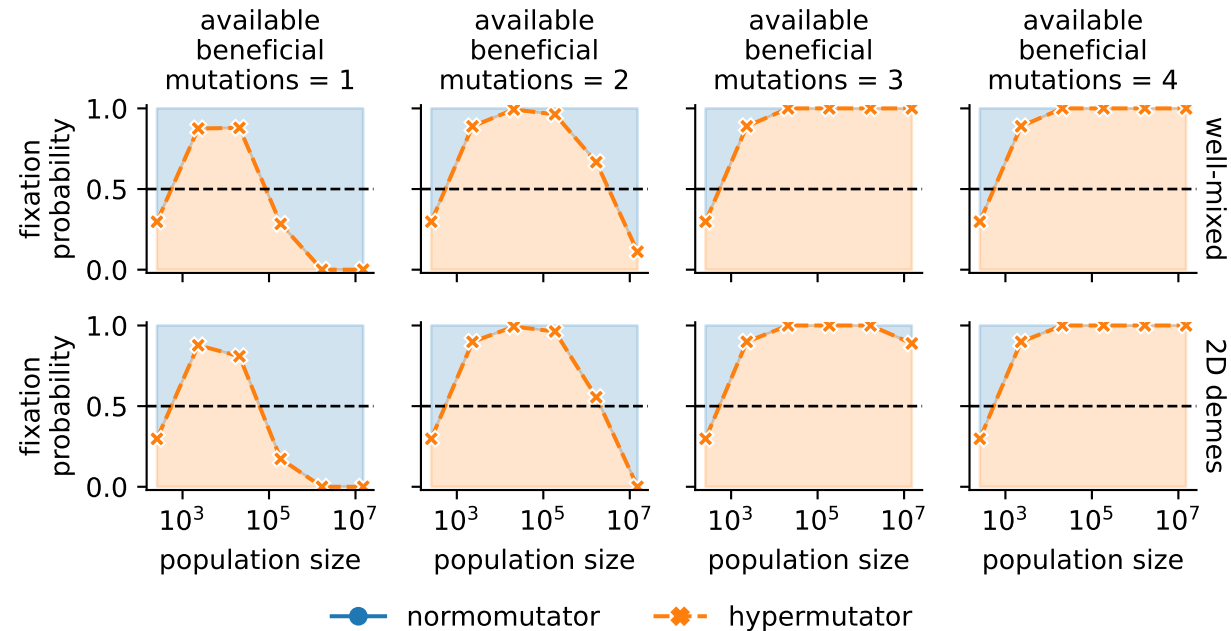 available
beneficial
mutations = 1
available
beneficial
mutations = 2
available
beneficial
mutations = 3
available
beneficial
mutations = 4
fixation
probability
1.0
0.5
0.0
well-mixed
fixation
probability
1.0
0.5
0.0
2D demes
10³ 10⁵ 10⁷
10³ 10⁵ 10⁷
10³ 10⁵ 10⁷
10³ 10⁵ 10⁷
population size
population size
population size
population size
normomutator
hypermutator